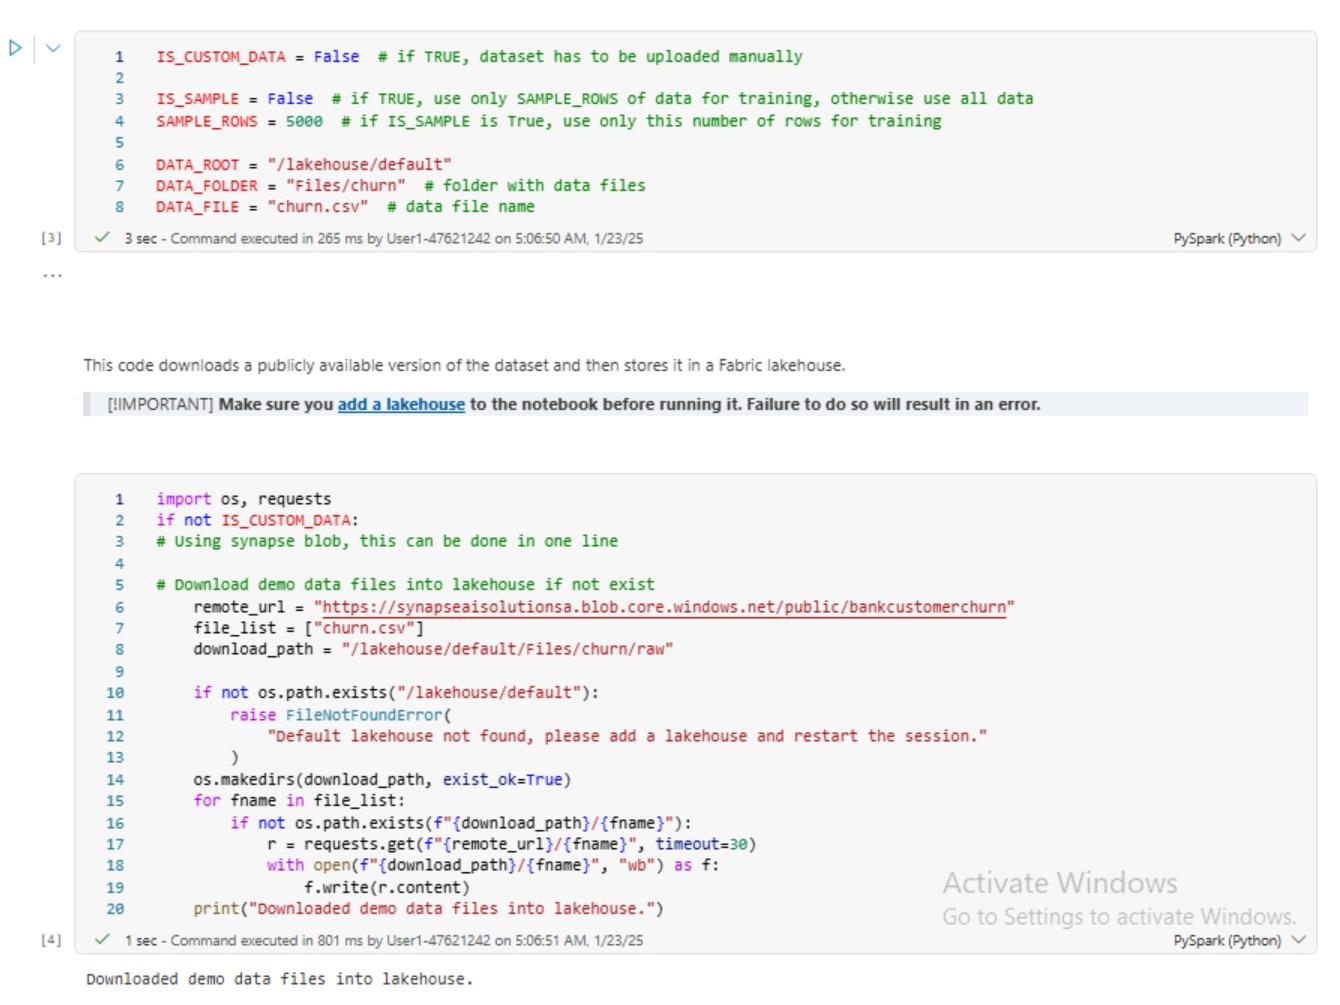 1 IS_CUSTOM_DATA = False # if TRUE, dataset has to be uploaded manually
2
3 IS_SAMPLE = False # if TRUE, use only SAMPLE_ROWS of data for training, otherwise use all data
4 SAMPLE_ROWS = 5000 # if IS_SAMPLE is True, use only this number of rows for training
5
6 DATA_ROOT = "/lakehouse/default"
7 DATA_FOLDER = "Files/churn" # folder with data files
8 DATA_FILE = "churn.csv" # data file name
[3] 3 sec - Command executed in 265 ms by User1-47621242 on 5:06:50 AM, 1/23/25 PySpark (Python)
...
This code downloads a publicly available version of the dataset and then stores it in a Fabric lakehouse.
[!IMPORTANT] Make sure you add a lakehouse to the notebook before running it. Failure to do so will result in an error.
1 import os, requests
2 if not IS_CUSTOM_DATA:
3 # Using synapse blob, this can be done in one line
4
5 # Download demo data files into lakehouse if not exist
6     remote_url = "https://synapseaisolutionsa.blob.core.windows.net/public/bankcustomerchurn"
7     file_list = ["churn.csv"]
8     download_path = "/lakehouse/default/Files/churn/raw"
9
10     if not os.path.exists("/lakehouse/default"):
11         raise FileNotFoundError(
12             "Default lakehouse not found, please add a lakehouse and restart the session."
13         )
14     os.makedirs(download_path, exist_ok=True)
15     for fname in file_list:
16         if not os.path.exists(f"{download_path}/{fname}"):
17             r = requests.get(f"{remote_url}/{fname}", timeout=30)
18             with open(f"{download_path}/{fname}", "wb") as f:
19                 f.write(r.content)
20     print("Downloaded demo data files into lakehouse.")
Activate Windows
Go to Settings to activate Windows.
[4] 1 sec - Command executed in 801 ms by User1-47621242 on 5:06:51 AM, 1/23/25 PySpark (Python)
Downloaded demo data files into lakehouse.